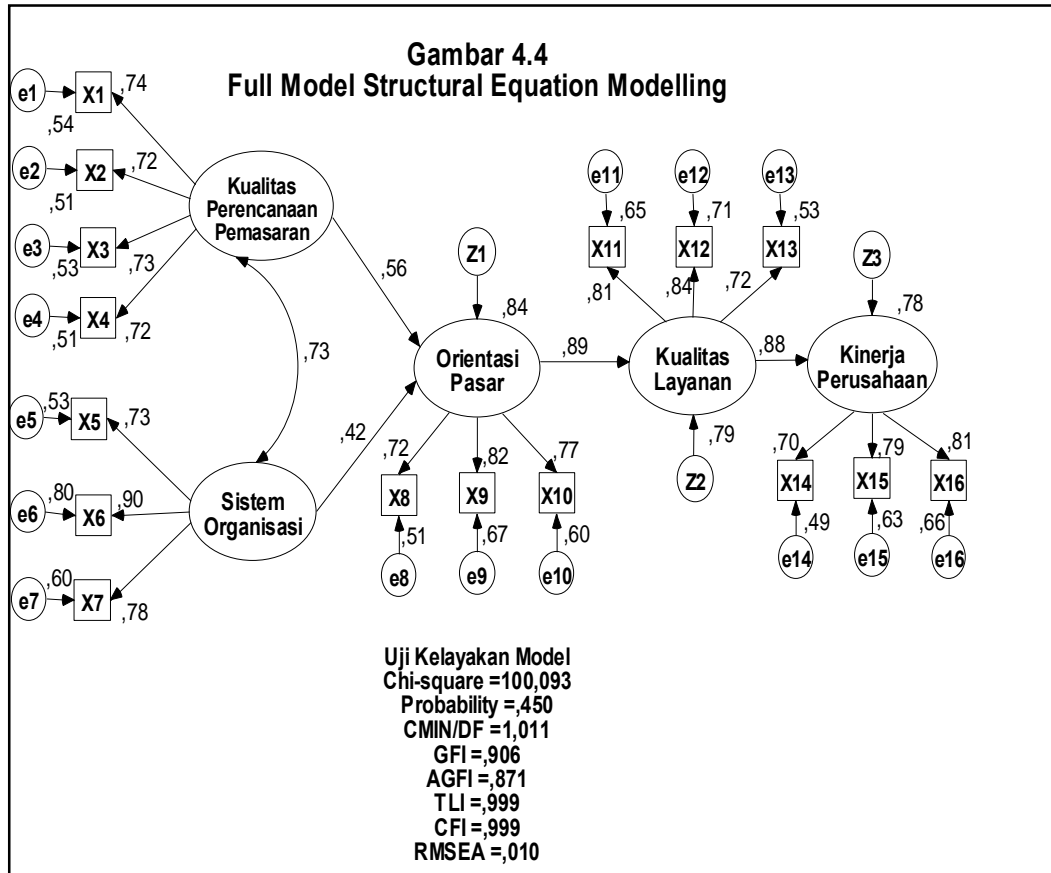 Gambar 4.4
Full Model Structural Equation Modelling
e1
X1
,74
,54
e2
X2
,72
,51
e3
X3
,73
,53
e4
X4
,72
,51
Kualitas
Perencanaan
Pemasaran
,56
,73
e5
,53
X5
,73
e6
,80
X6
,90
e7
,60
X7
,78
Sistem
Organisasi
,42
Z1
,84
Orientasi
Pasar
,89
,72
,82
,77
X8
X9
X10
,51
,67
,60
e8
e9
e10
e11
e12
e13
,65
,71
,53
X11
X12
X13
,81
,84
,72
Kualitas
Layanan
,88
,79
Z2
Z3
,78
Kinerja
Perusahaan
,70
,79
,81
X14
X15
X16
,49
,63
,66
e14
e15
e16
Uji Kelayakan Model
Chi-square =100,093
Probability =,450
CMIN/DF =1,011
GFI =,906
AGFI =,871
TLI =,999
CFI =,999
RMSEA =,010